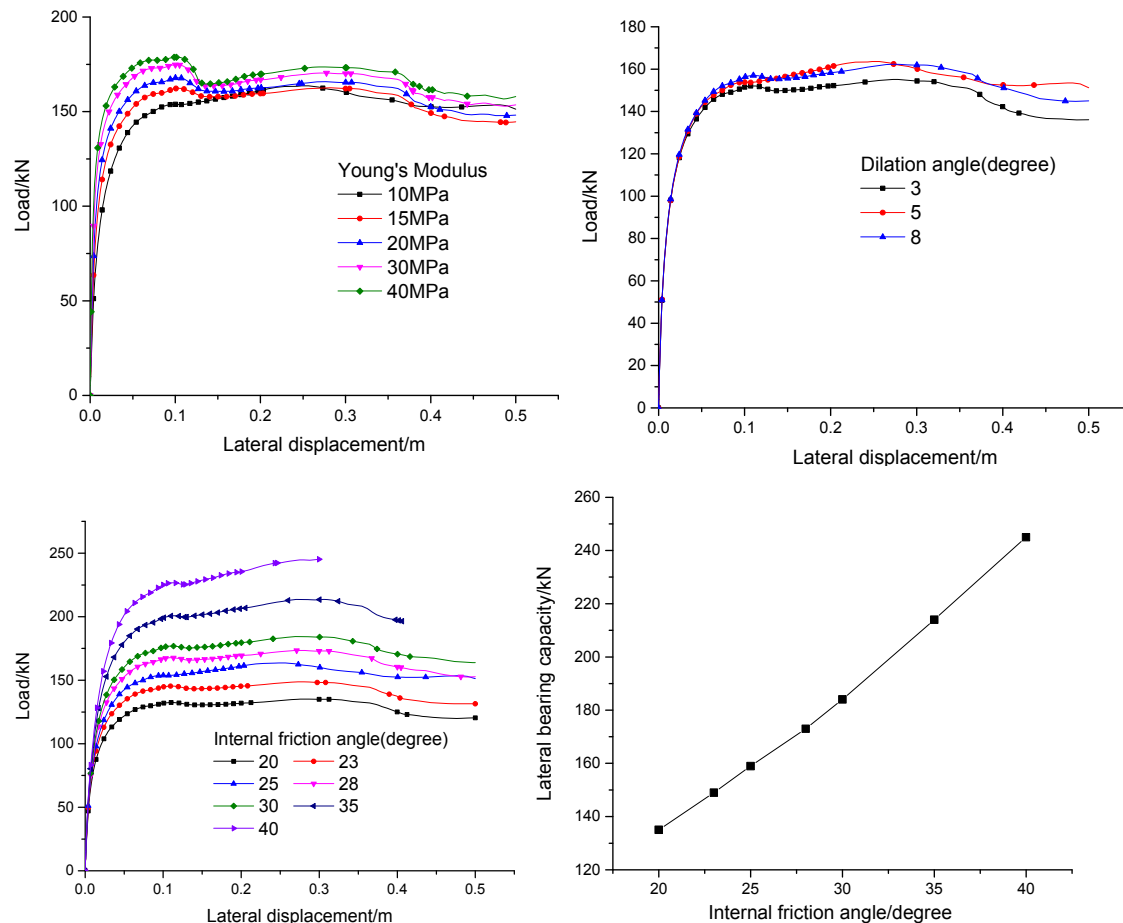 200
150
100
50
0
Load/kN
Young's Modulus
10MPa
15MPa
20MPa
30MPa
40MPa
0.0 0.1 0.2 0.3 0.4 0.5
Lateral displacement/m
160
140
120
100
80
60
40
20
0
Load/kN
Dilation angle(degree)
3
5
8
0.0 0.1 0.2 0.3 0.4 0.5
Lateral displacement/m
250
200
150
100
50
0
Load/kN
Internal friction angle(degree)
20 23
25 28
30 35
40
0.0 0.1 0.2 0.3 0.4 0.5
Lateral displacement/m
260
240
220
200
180
160
140
120
Lateral bearing capacity/kN
20 25 30 35 40
Internal friction angle/degree